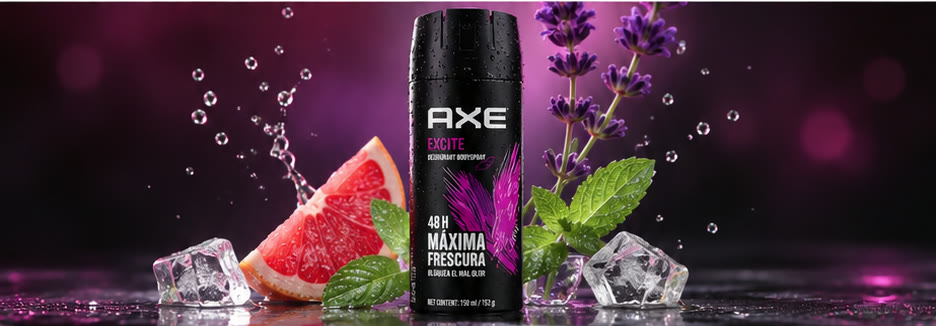 AXE
EXCITE
DEODORANT BODYSPRAY
48 H
MÁXIMA
FRESCURA
BLOQUEA EL MAL OLOR
NET CONTENT: 150 ml / 152 g